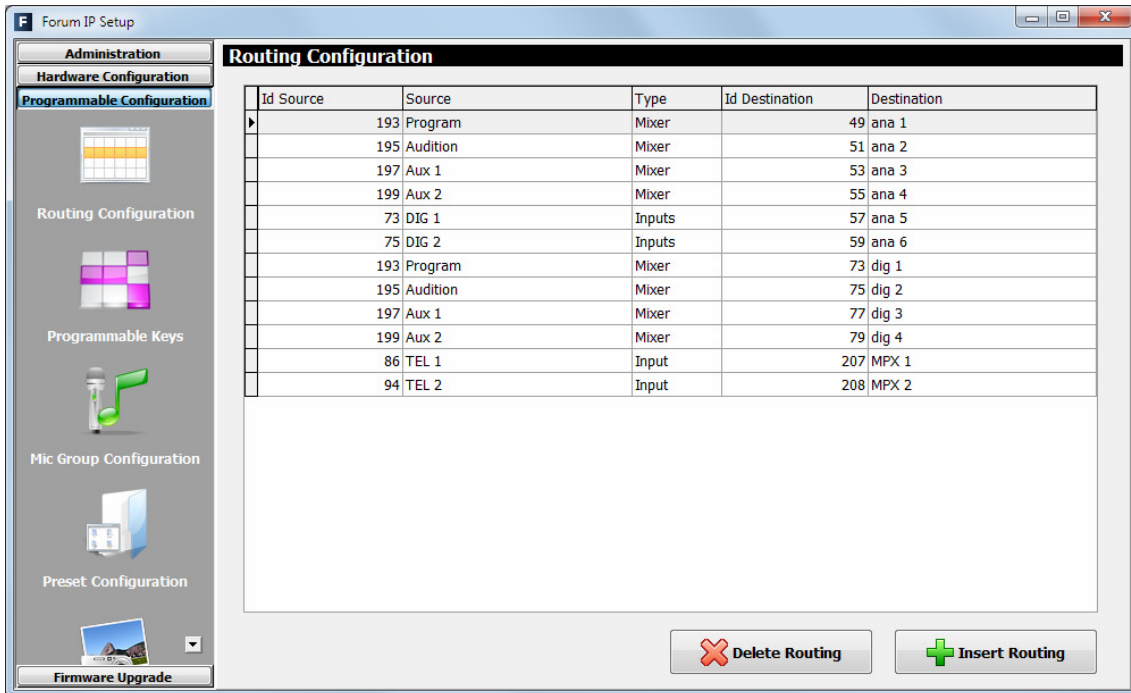 F Forum IP Setup
Administration
Hardware Configuration
Programmable Configuration
Routing Configuration
Programmable Keys
Mic Group Configuration
Preset Configuration
Firmware Upgrade
Routing Configuration
Id Source Source Type Id Destination Destination
193 Program Mixer 49 ana 1
195 Audition Mixer 51 ana 2
197 Aux 1 Mixer 53 ana 3
199 Aux 2 Mixer 55 ana 4
73 DIG 1 Inputs 57 ana 5
75 DIG 2 Inputs 59 ana 6
193 Program Mixer 73 dig 1
195 Audition Mixer 75 dig 2
197 Aux 1 Mixer 77 dig 3
199 Aux 2 Mixer 79 dig 4
86 TEL 1 Input 207 MPX 1
94 TEL 2 Input 208 MPX 2
Delete Routing Insert Routing